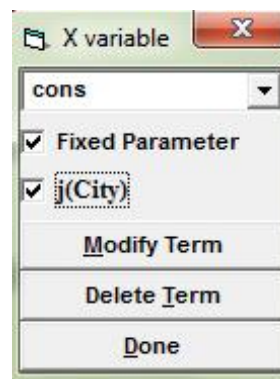 X variable
cons
Fixed Parameter
j(City)
Modify Term
Delete Term
Done